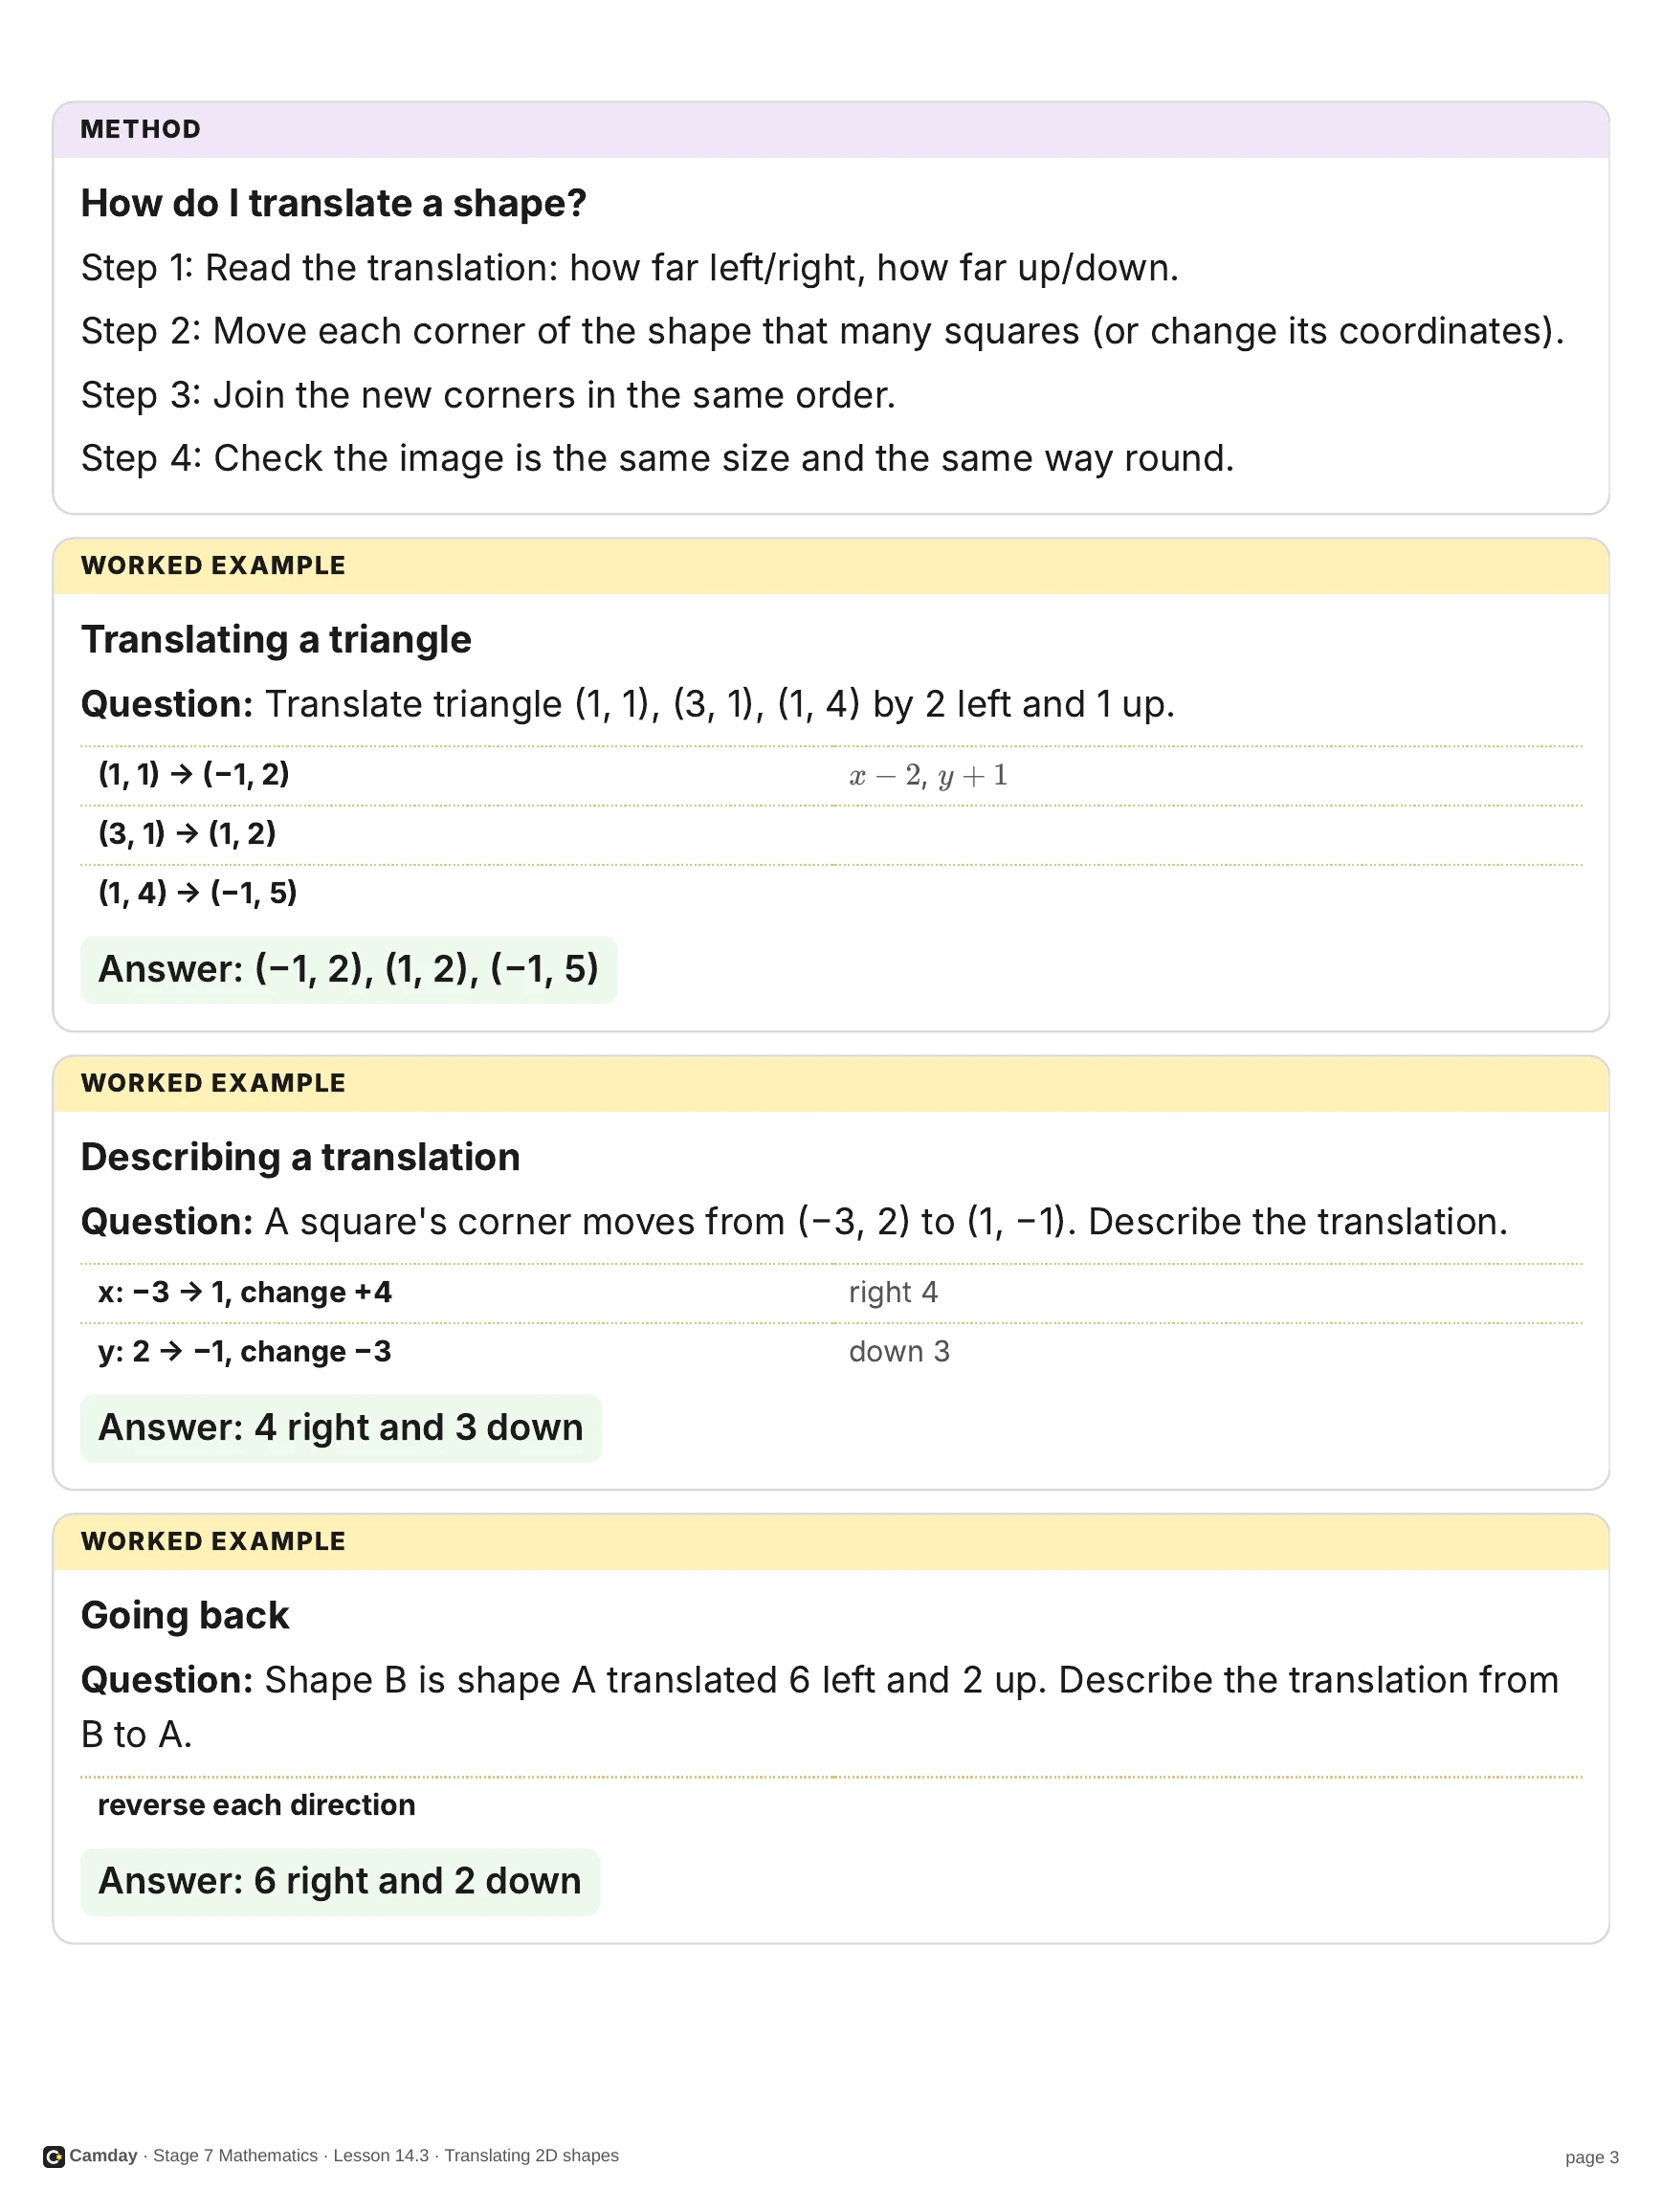 METHOD
How do I translate a shape?
Step 1: Read the translation: how far left/right, how far up/down.
Step 2: Move each corner of the shape that many squares (or change its coordinates).
Step 3: Join the new corners in the same order.
Step 4: Check the image is the same size and the same way round.
WORKED EXAMPLE
Translating a triangle
Question: Translate triangle (1, 1), (3, 1), (1, 4) by 2 left and 1 up.
(1, 1) → (−1, 2) x − 2, y + 1
(3, 1) → (1, 2)
(1, 4) → (−1, 5)
Answer: (−1, 2), (1, 2), (−1, 5)
WORKED EXAMPLE
Describing a translation
Question: A square's corner moves from (−3, 2) to (1, −1). Describe the translation.
x: −3 → 1, change +4 right 4
y: 2 → −1, change −3 down 3
Answer: 4 right and 3 down
WORKED EXAMPLE
Going back
Question: Shape B is shape A translated 6 left and 2 up. Describe the translation from
B to A.
reverse each direction
Answer: 6 right and 2 down
Camday · Stage 7 Mathematics · Lesson 14.3 · Translating 2D shapes page 3